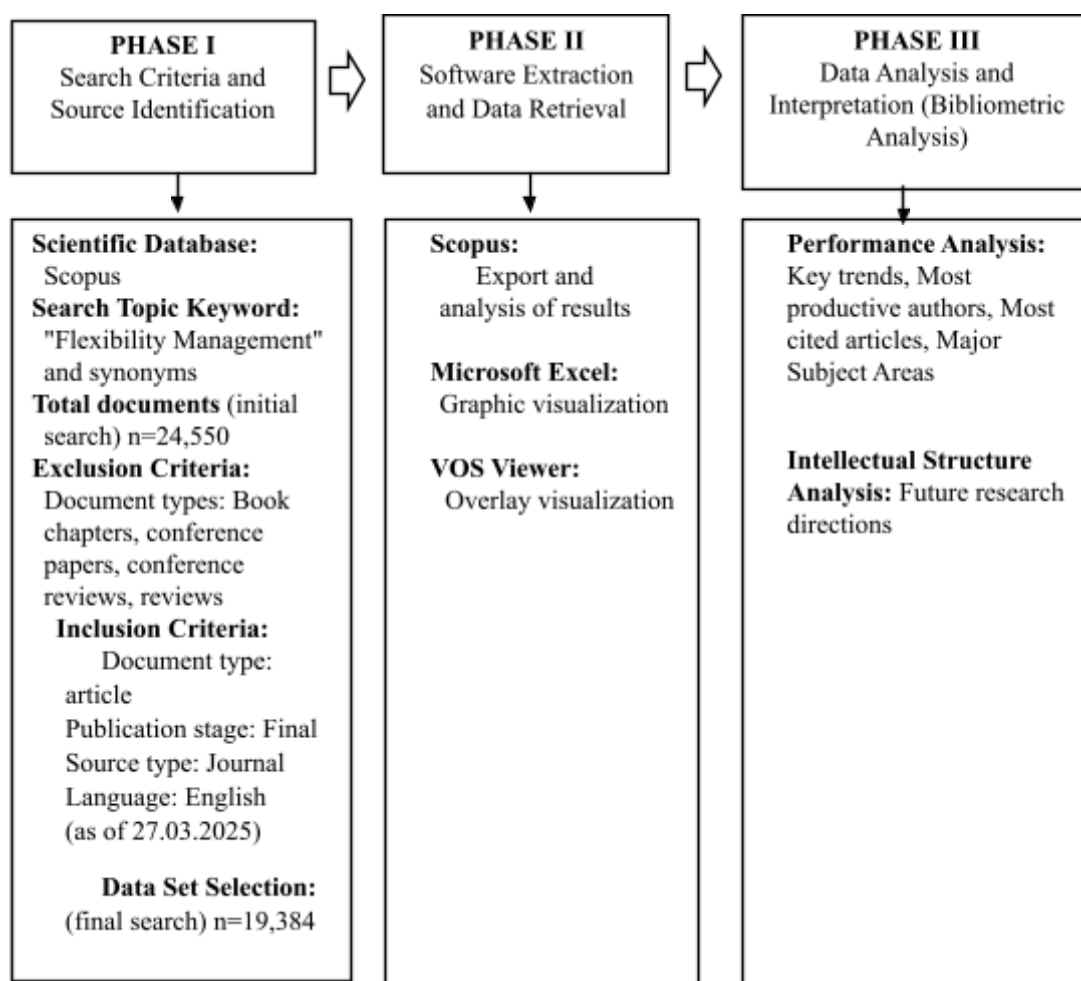 PHASE I
Search Criteria and
Source Identification
PHASE II
Software Extraction
and Data Retrieval
PHASE III
Data Analysis and
Interpretation (Bibliometric
Analysis)
Scientific Database:
Scopus
Search Topic Keyword:
"Flexibility Management"
and synonyms
Total documents (initial
search) n=24,550
Exclusion Criteria:
Document types: Book
chapters, conference
papers, conference
reviews, reviews
Inclusion Criteria:
Document type:
article
Publication stage: Final
Source type: Journal
Language: English
(as of 27.03.2025)
Data Set Selection:
(final search) n=19,384
Scopus:
Export and
analysis of results
Microsoft Excel:
Graphic visualization
VOS Viewer:
Overlay visualization
Performance Analysis:
Key trends, Most
productive authors, Most
cited articles, Major
Subject Areas
Intellectual Structure
Analysis: Future research
directions